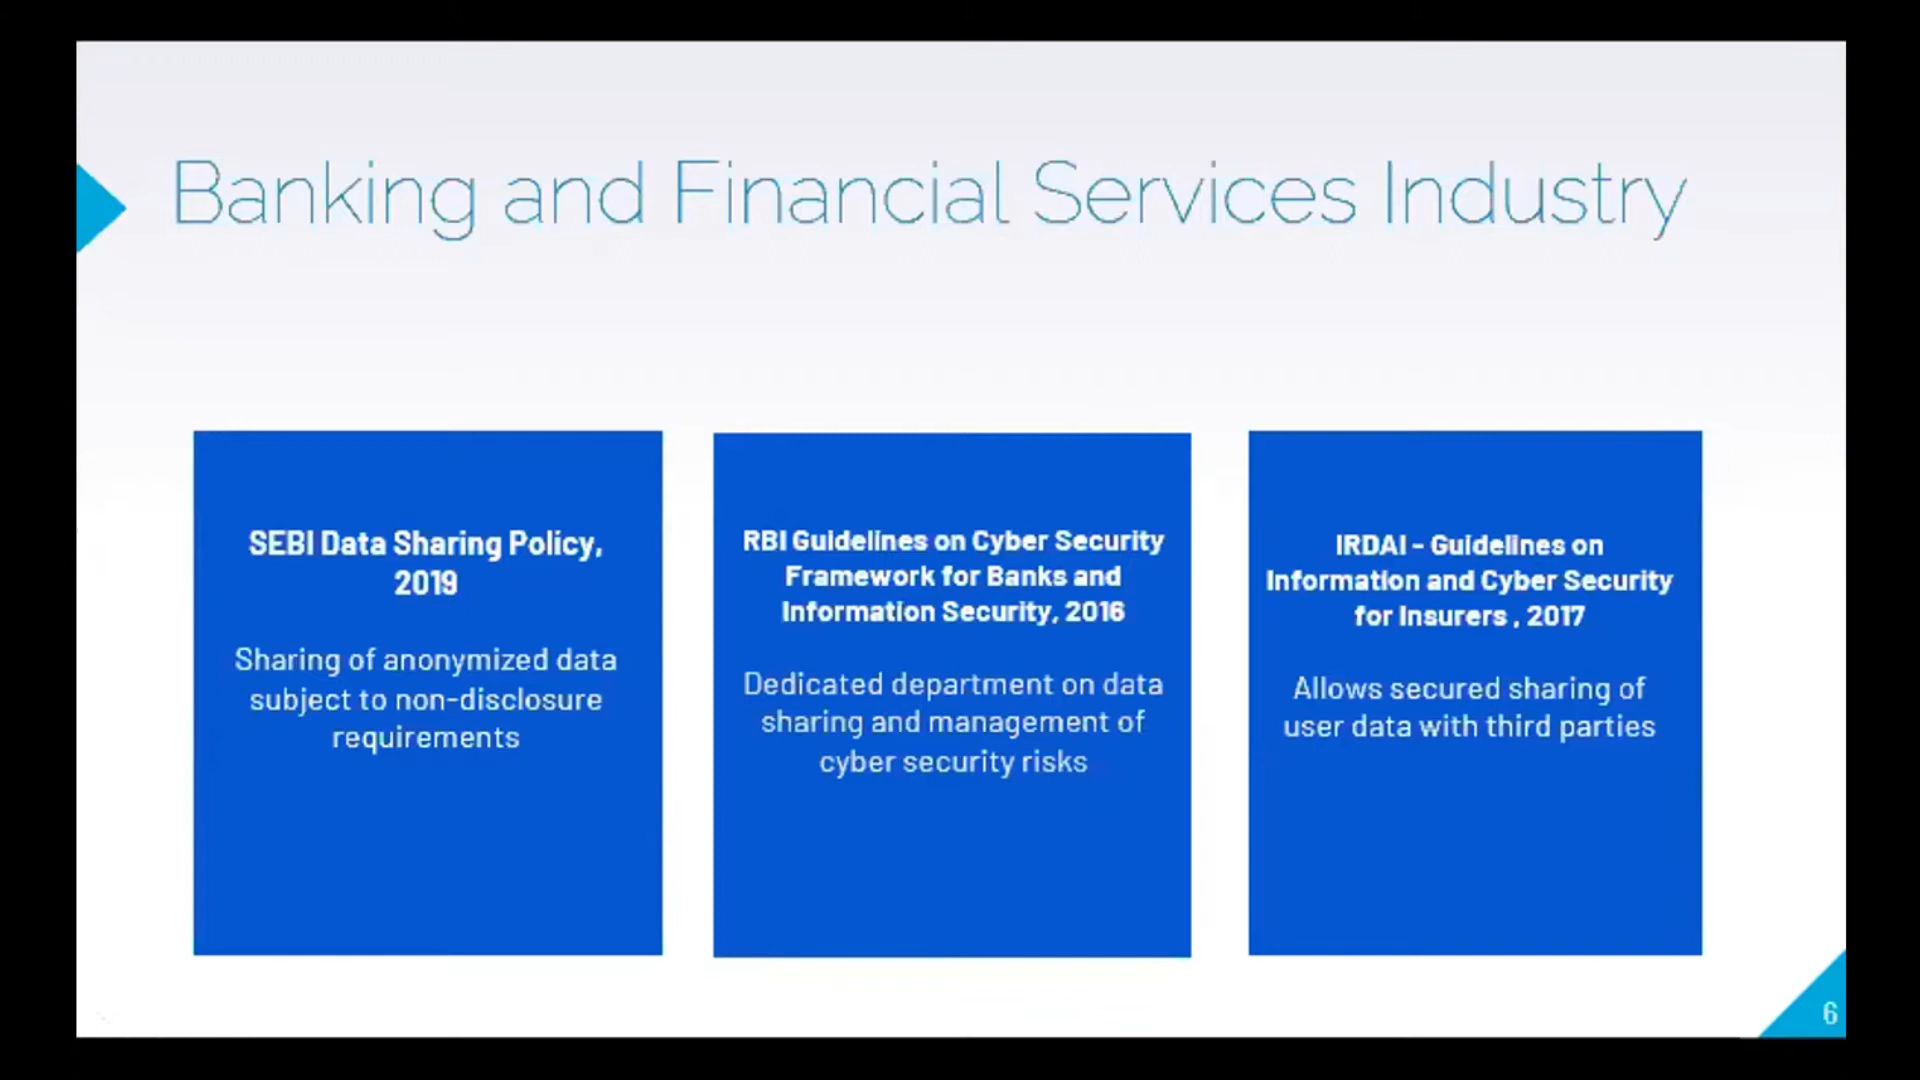 Banking and Financial Services Industry
SEBI Data Sharing Policy,
2019
Sharing of anonymized data
subject to non-disclosure
requirements
RBI Guidelines on Cyber Security
Framework for Banks and
Information Security, 2016
Dedicated department on data
sharing and management of
cyber security risks
IRDAI - Guidelines on
Information and Cyber Security
for Insurers , 2017
Allows secured sharing of
user data with third parties
6